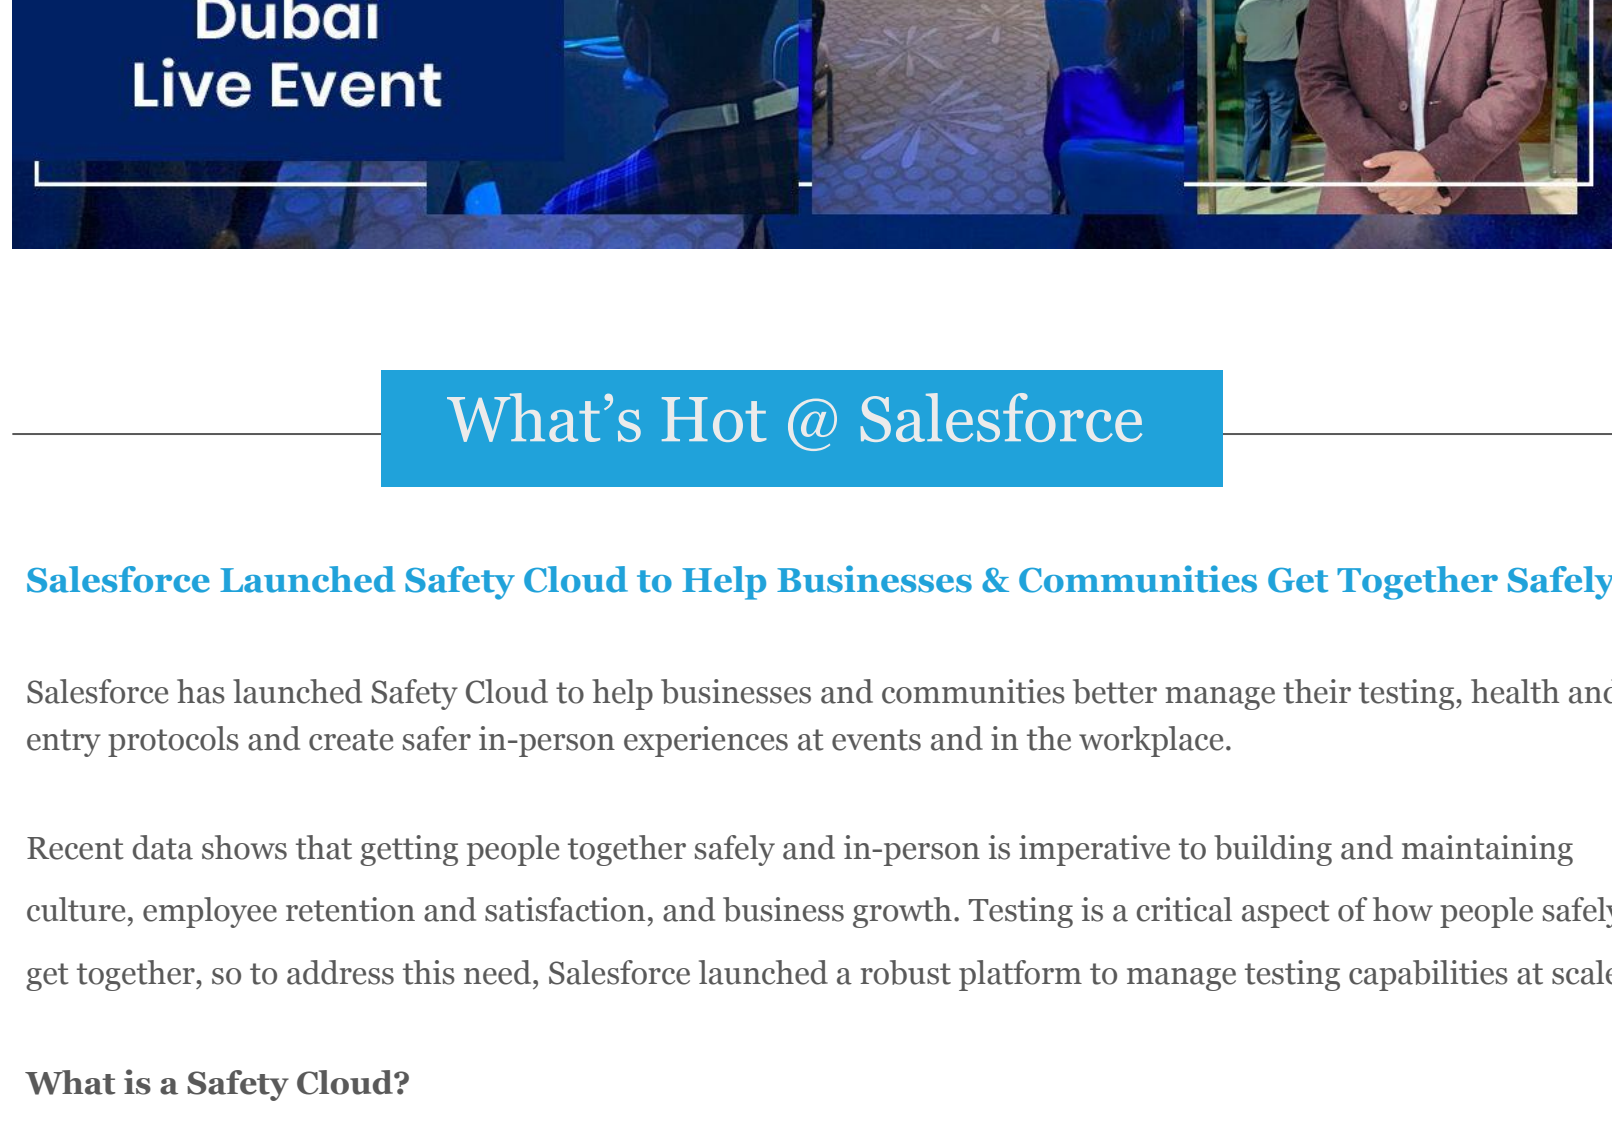 Dubai
Live Event
What’s Hot @ Salesforce
Salesforce Launched Safety Cloud to Help Businesses & Communities Get Together Safely
Salesforce has launched Safety Cloud to help businesses and communities better manage their testing, health and
entry protocols and create safer in-person experiences at events and in the workplace.
Recent data shows that getting people together safely and in-person is imperative to building and maintaining
culture, employee retention and satisfaction, and business growth. Testing is a critical aspect of how people safely
get together, so to address this need, Salesforce launched a robust platform to manage testing capabilities at scale
What is a Safety Cloud?